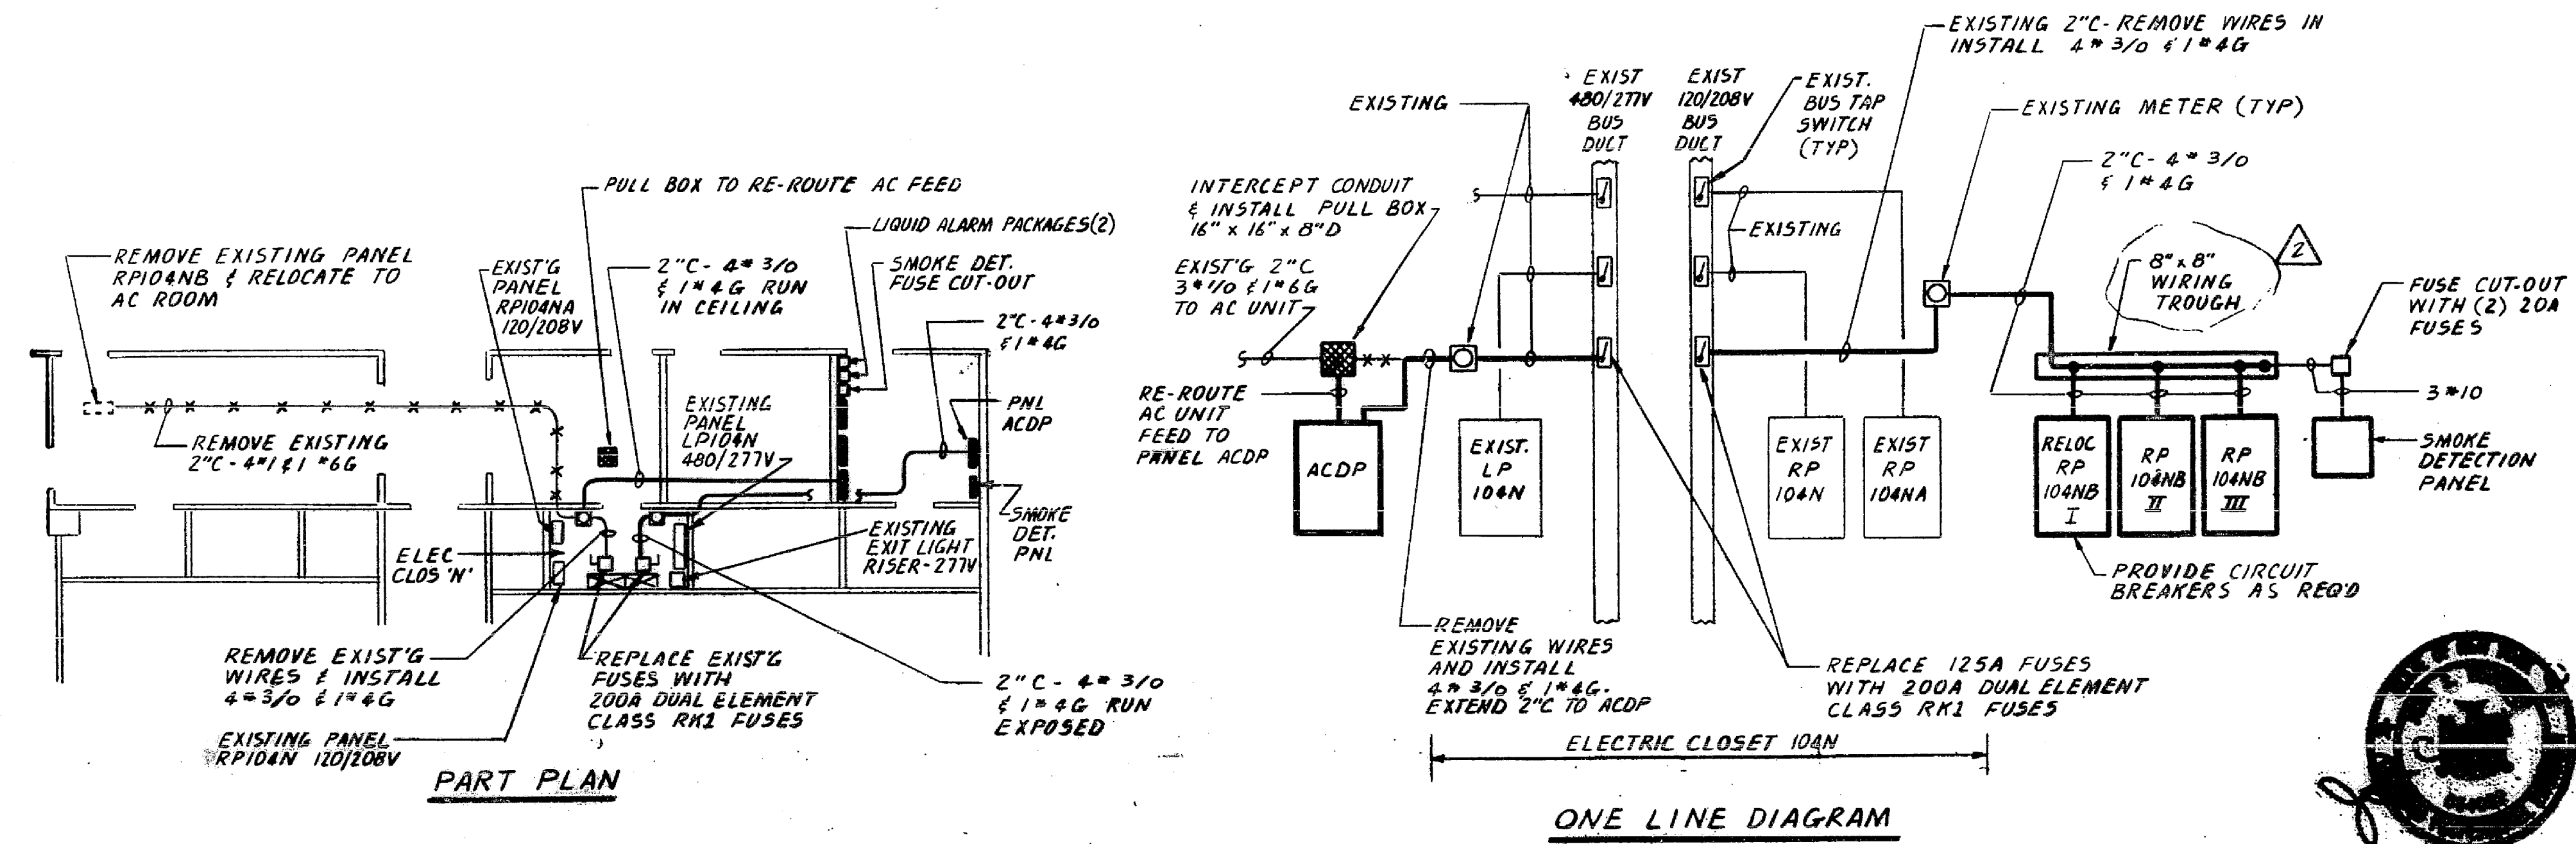 PULL BOX TO RE-ROUTE AC FEED
LIQUID ALARM PACKAGES(2)
REMOVE EXISTING PANEL
RP104NB & RELOCATE TO
AC ROOM
EXIST'G
PANEL
RP104NA
120/208V
2"C- 4# 3/0
& 1# 4G RUN
IN CEILING
SMOKE DET.
FUSE CUT-OUT
2"C-4#3/0
& 1# 4G
REMOVE EXISTING
2"C-4#1 & 1 #6G
EXISTING
PANEL
LP104N
480/277V
PNL
ACDP
ELEC
CLOS 'N'
EXISTING
EXIT LIGHT
RISER-277V
SMOKE
DET.
PNL
REMOVE EXIST'G
WIRES & INSTALL
4#3/0 & 1#4G
REPLACE EXIST'G
FUSES WITH
200A DUAL ELEMENT
CLASS RK1 FUSES
2"C- 4# 3/0
& 1# 4G RUN
EXPOSED
EXISTING PANEL
RP104N 120/208V
PART PLAN
EXISTING 2"C-REMOVE WIRES IN
INSTALL 4# 3/0 & 1# 4G
EXISTING
EXIST
480/277V
BUS
DUCT
EXIST
120/208V
BUS
DUCT
EXIST.
BUS TAP
SWITCH
(TYP)
EXISTING METER (TYP)
2"C- 4# 3/0
& 1# 4G
INTERCEPT CONDUIT
& INSTALL PULL BOX
16" x 16" x 8"D
EXISTING
8" x 8"
WIRING
TROUGH
2
EXIST'G 2"C
3#1/0 & 1#6G
TO AC UNIT
FUSE CUT-OUT
WITH (2) 20A
FUSES
RE-ROUTE
AC UNIT
FEED TO
PANEL ACDP
3#10
ACDP
EXIST.
LP
104N
EXIST
RP
104N
EXIST
RP
104NA
RELOC
RP
104NB
I
RP
104NB
II
RP
104NB
III
SMOKE
DETECTION
PANEL
PROVIDE CIRCUIT
BREAKERS AS REQ'D
REMOVE
EXISTING WIRES
AND INSTALL
4# 3/0 & 1#4G.
EXTEND 2"C TO ACDP
REPLACE 125A FUSES
WITH 200A DUAL ELEMENT
CLASS RK1 FUSES
ELECTRIC CLOSET 104N
ONE LINE DIAGRAM